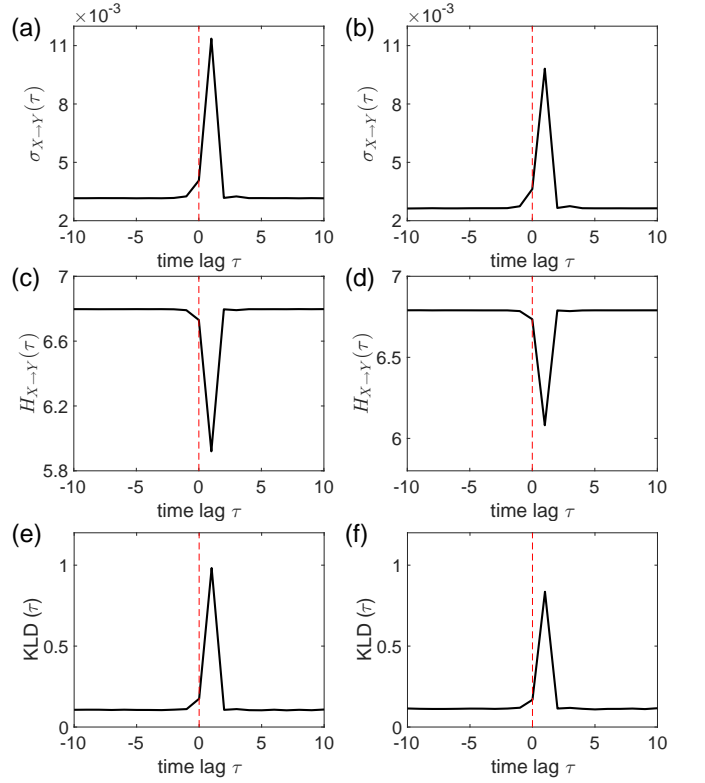 (a)
×10⁻³
11
8
5
2
σ_{X→Y}(τ)
-10 -5 0 5 10
time lag τ
(b)
×10⁻³
11
8
5
2
σ_{X→Y}(τ)
-10 -5 0 5 10
time lag τ
(c)
7
6.6
6.2
5.8
H_{X→Y}(τ)
-10 -5 0 5 10
time lag τ
(d)
7
6.5
6
H_{X→Y}(τ)
-10 -5 0 5 10
time lag τ
(e)
1
0.5
0
KLD (τ)
-10 -5 0 5 10
time lag τ
(f)
1
0.5
0
KLD (τ)
-10 -5 0 5 10
time lag τ